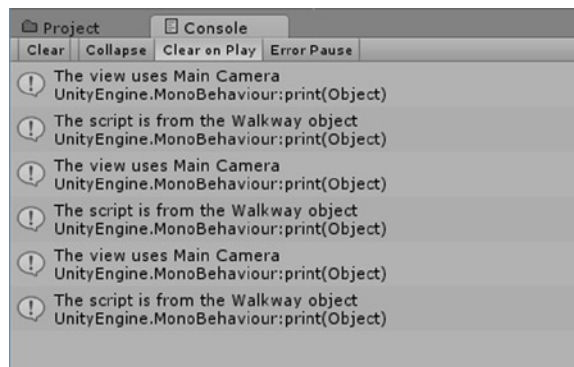 Project
Console
Clear Collapse Clear on Play Error Pause
The view uses Main Camera
UnityEngine.MonoBehaviour:print(Object)
The script is from the Walkway object
UnityEngine.MonoBehaviour:print(Object)
The view uses Main Camera
UnityEngine.MonoBehaviour:print(Object)
The script is from the Walkway object
UnityEngine.MonoBehaviour:print(Object)
The view uses Main Camera
UnityEngine.MonoBehaviour:print(Object)
The script is from the Walkway object
UnityEngine.MonoBehaviour:print(Object)